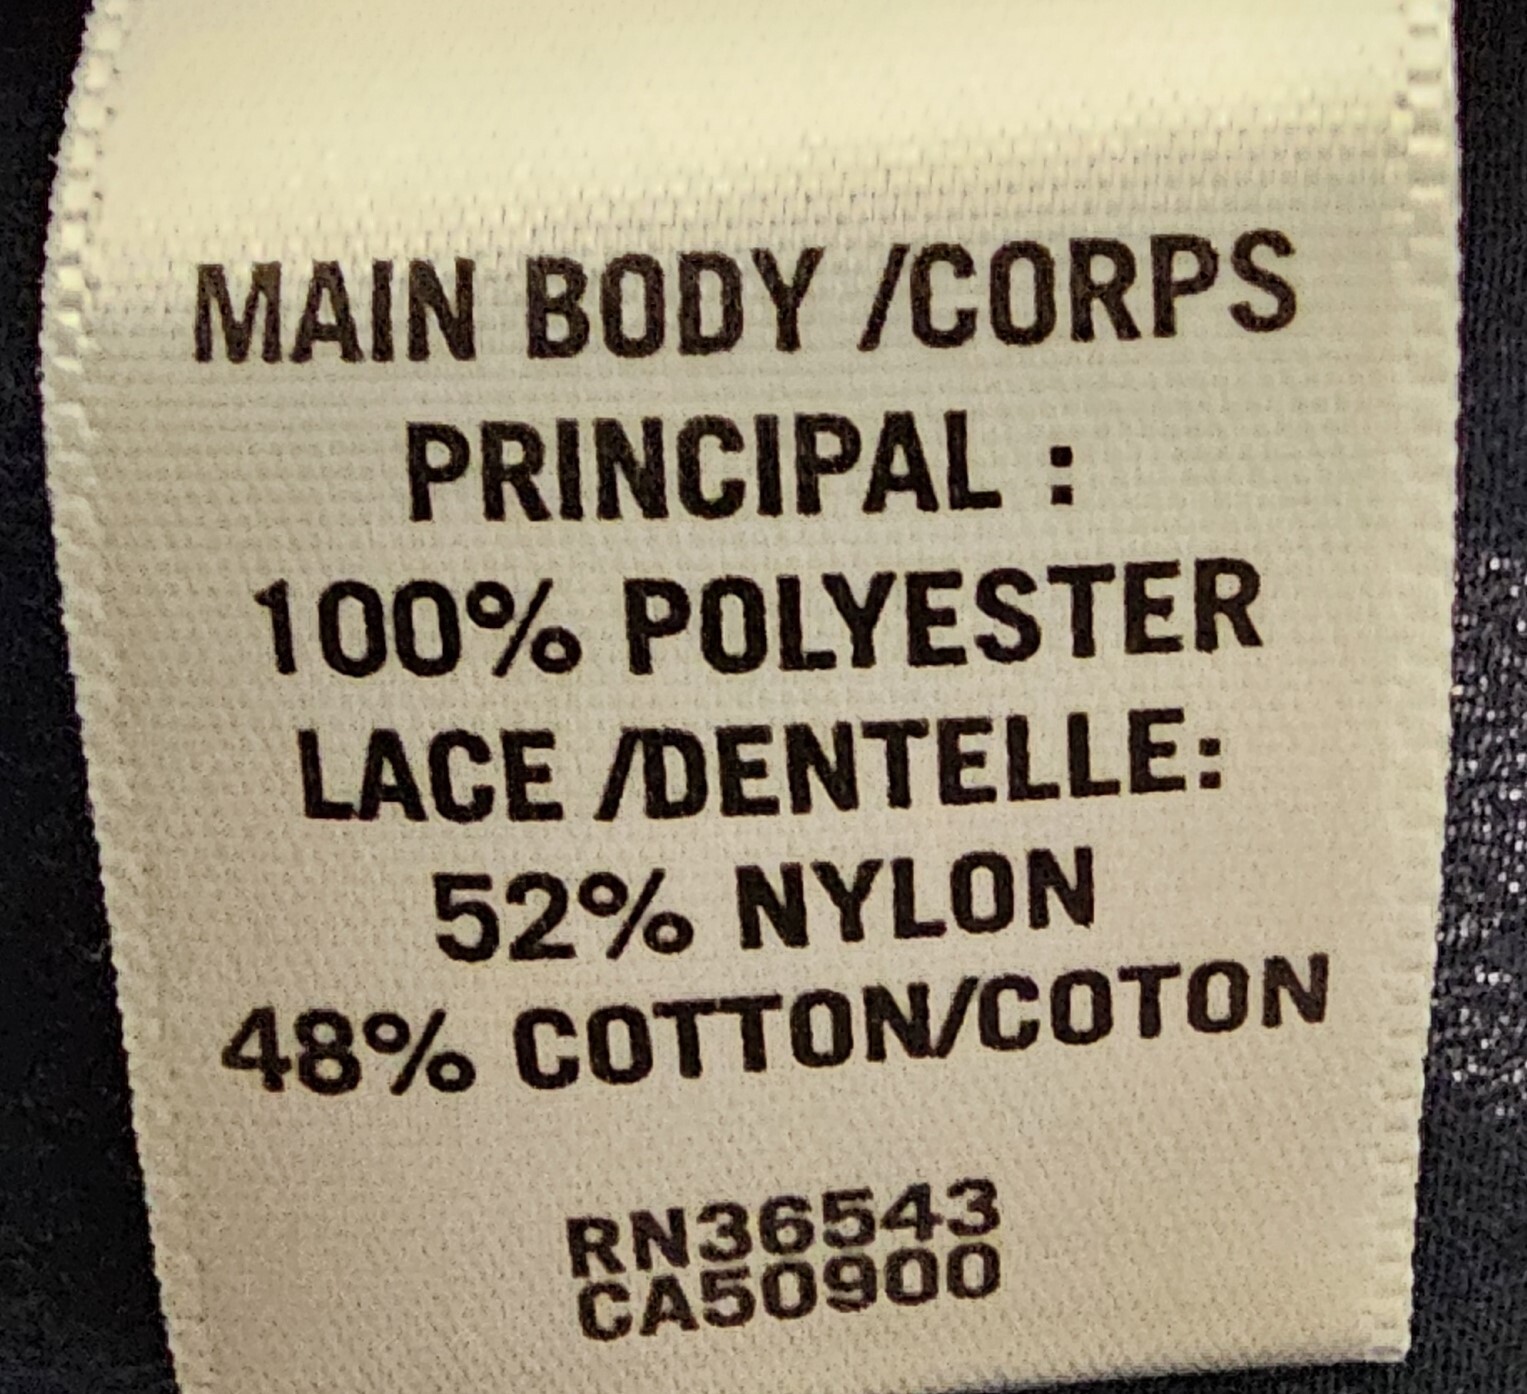 MAIN BODY /CORPS
PRINCIPAL :
100% POLYESTER
LACE /DENTELLE:
52% NYLON
48% COTTON/COTON
RN36543
CA50900